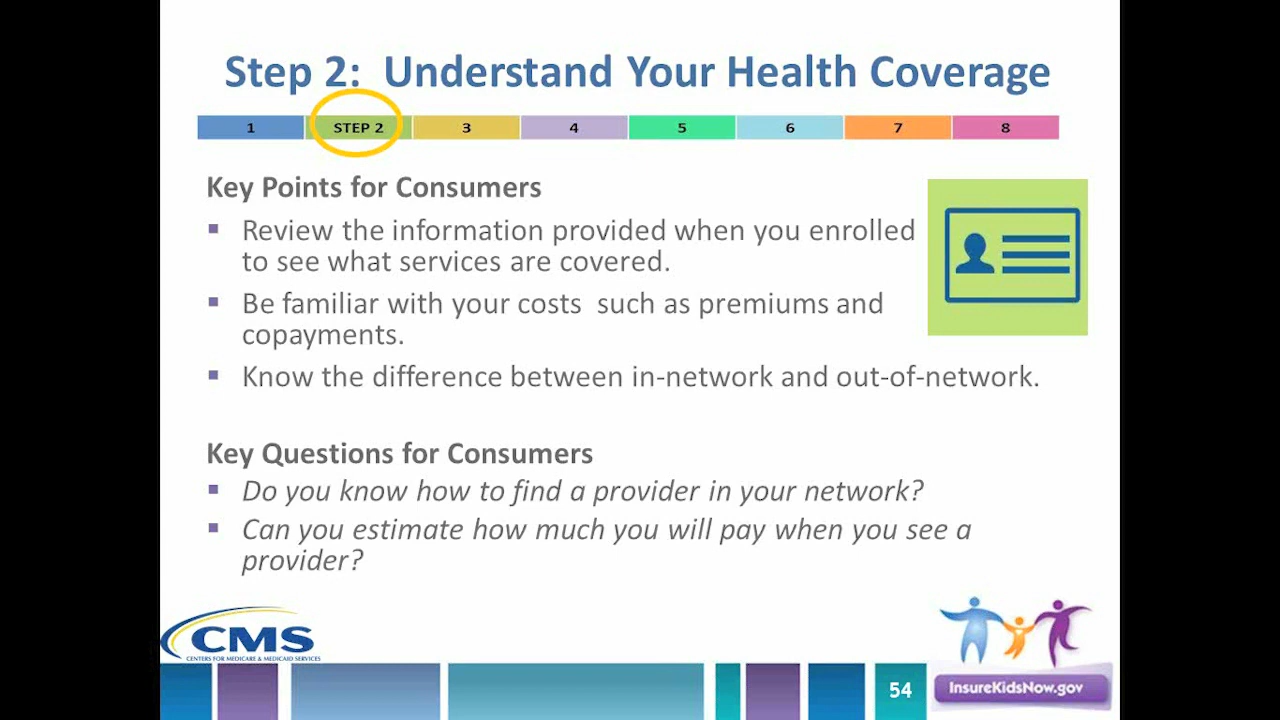 Step 2: Understand Your Health Coverage
1 STEP 2 3 4 5 6 7 8
Key Points for Consumers
Review the information provided when you enrolled
to see what services are covered.
Be familiar with your costs such as premiums and
copayments.
Know the difference between in-network and out-of-network.
Key Questions for Consumers
Do you know how to find a provider in your network?
Can you estimate how much you will pay when you see a
provider?
CMS
CENTERS FOR MEDICARE & MEDICAID SERVICES
54
InsureKidsNow.gov